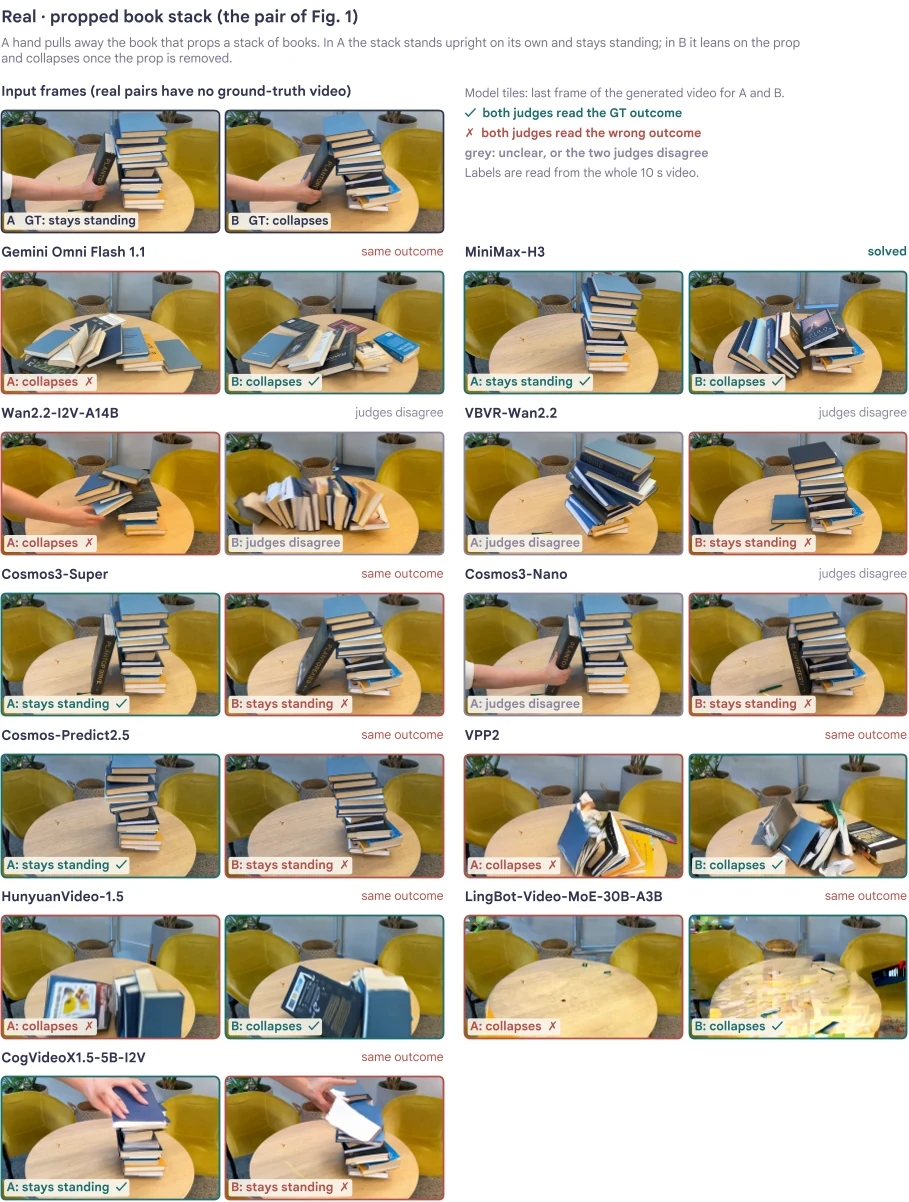 Real · propped book stack (the pair of Fig. 1)
A hand pulls away the book that props a stack of books. In A the stack stands upright on its own and stays standing; in B it leans on the prop
and collapses once the prop is removed.
Input frames (real pairs have no ground-truth video)
A GT: stays standing
B GT: collapses
Model tiles: last frame of the generated video for A and B.
✓ both judges read the GT outcome
✗ both judges read the wrong outcome
grey: unclear, or the two judges disagree
Labels are read from the whole 10 s video.
Gemini Omni Flash 1.1 same outcome
A: collapses ✗
B: collapses ✓
MiniMax-H3 solved
A: stays standing ✓
B: collapses ✓
Wan2.2-I2V-A14B judges disagree
A: collapses ✗
B: judges disagree
VBVR-Wan2.2 judges disagree
A: judges disagree
B: stays standing ✗
Cosmos3-Super same outcome
A: stays standing ✓
B: stays standing ✗
Cosmos3-Nano judges disagree
A: judges disagree
B: stays standing ✗
Cosmos-Predict2.5 same outcome
A: stays standing ✓
B: stays standing ✗
VPP2 same outcome
A: collapses ✗
B: collapses ✓
HunyuanVideo-1.5 same outcome
A: collapses ✗
B: collapses ✓
LingBot-Video-MoE-30B-A3B same outcome
A: collapses ✗
B: collapses ✓
CogVideoX1.5-5B-I2V same outcome
A: stays standing ✓
B: stays standing ✗